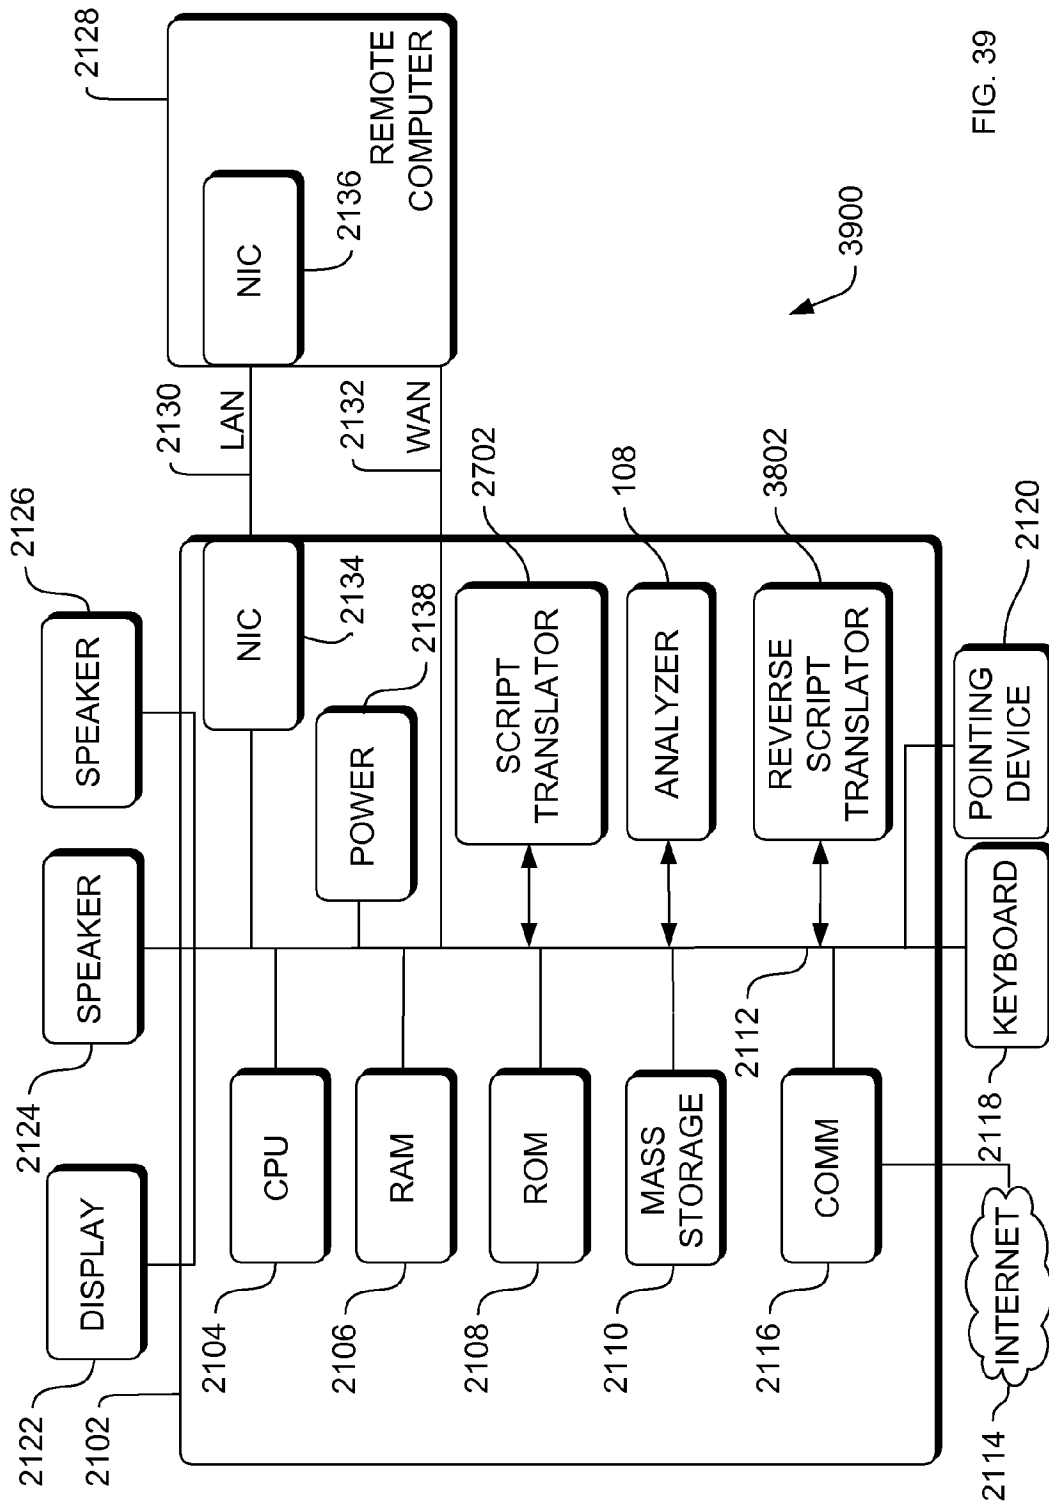 2122
DISPLAY
2124
SPEAKER
2126
SPEAKER
2128
REMOTE
COMPUTER
NIC
2136
2130
LAN
2132
WAN
2102
NIC
2134
POWER
2138
2104
CPU
2106
RAM
2108
ROM
2110
MASS
STORAGE
2116
COMM
2112
SCRIPT
TRANSLATOR
2702
ANALYZER
108
REVERSE
SCRIPT
TRANSLATOR
3802
2114
INTERNET
2118
KEYBOARD
POINTING
DEVICE
2120
3900
FIG. 39